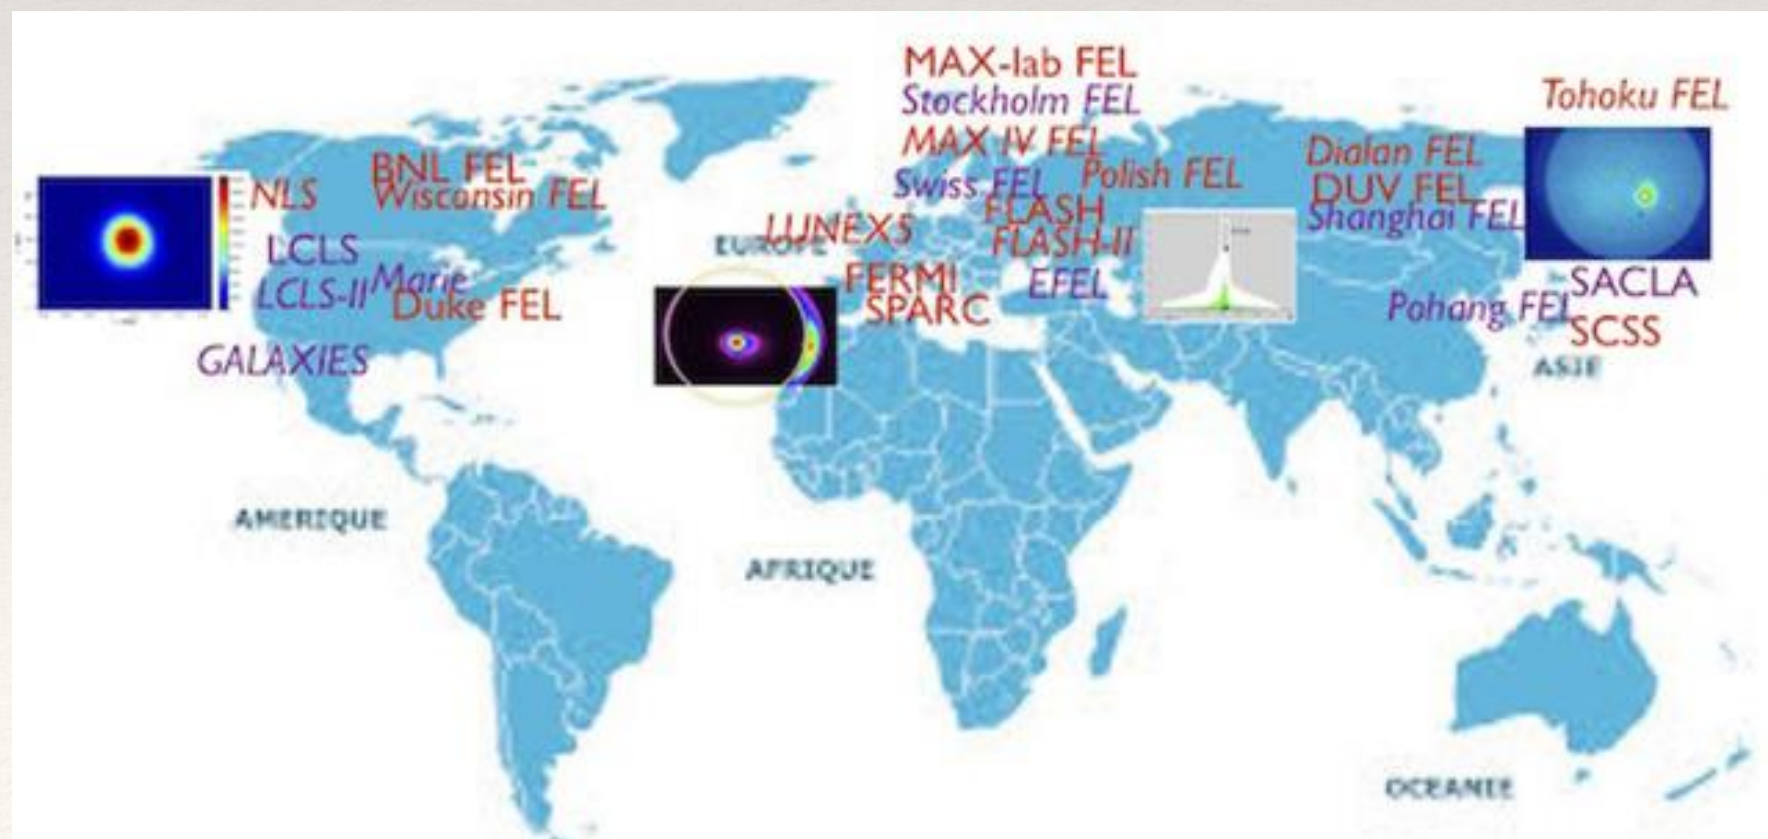 MAX-lab FEL
Stockholm FEL
MAX IV FEL
Swiss FEL
Polish FEL
FLASH
FLASH-II
LUNEX5
EUROPE
FERMI
SPARC
EFEL
Tohoku FEL
Dialan FEL
DUV FEL
Shanghai FEL
Pohang FEL
SACLA
SCSS
ASIE
BNL FEL
NLS
Wisconsin FEL
LCLS
LCLS-II
Marie
Duke FEL
GALAXIES
AMERIQUE
AFRIQUE
OCEANIE